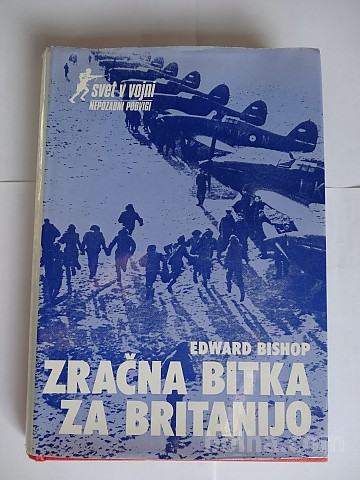 svet v vojni
NEPOZABNI PODVIGI
EDWARD BISHOP
ZRAČNA BITKA
ZA BRITANIJO